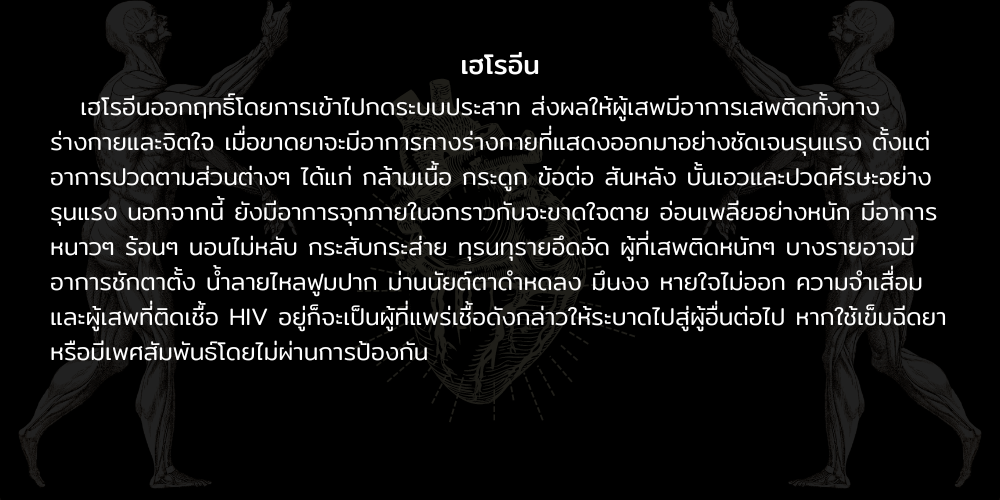 เฮโรอีน
เฮโรอีนออกฤทธิ์โดยการเข้าไปกดระบบประสาท ส่งผลให้ผู้เสพมีอาการเสพติดทั้งทาง
ร่างกายและจิตใจ เมื่อขาดยาจะมีอาการทางร่างกายที่แสดงออกมาอย่างชัดเจนรุนแรง ตั้งแต่
อาการปวดตามส่วนต่างๆ ได้แก่ กล้ามเนื้อ กระดูก ข้อต่อ สันหลัง บั้นเอวและปวดศีรษะอย่าง
รุนแรง นอกจากนี้ ยังมีอาการจุกภายในอกราวกับจะขาดใจตาย อ่อนเพลียอย่างหนัก มีอาการ
หนาวๆ ร้อนๆ นอนไม่หลับ กระสับกระส่าย ทุรนทุรายอึดอัด ผู้ที่เสพติดหนักๆ บางรายอาจมี
อาการชักตาตั้ง น้ำลายไหลฟูมปาก ม่านนัยต์ตาดำหดลง มึนงง หายใจไม่ออก ความจำเสื่อม
และผู้เสพที่ติดเชื้อ HIV อยู่ก็จะเป็นผู้ที่แพร่เชื้อดังกล่าวให้ระบาดไปสู่ผู้อื่นต่อไป หากใช้เข็มฉีดยา
หรือมีเพศสัมพันธ์โดยไม่ผ่านการป้องกัน